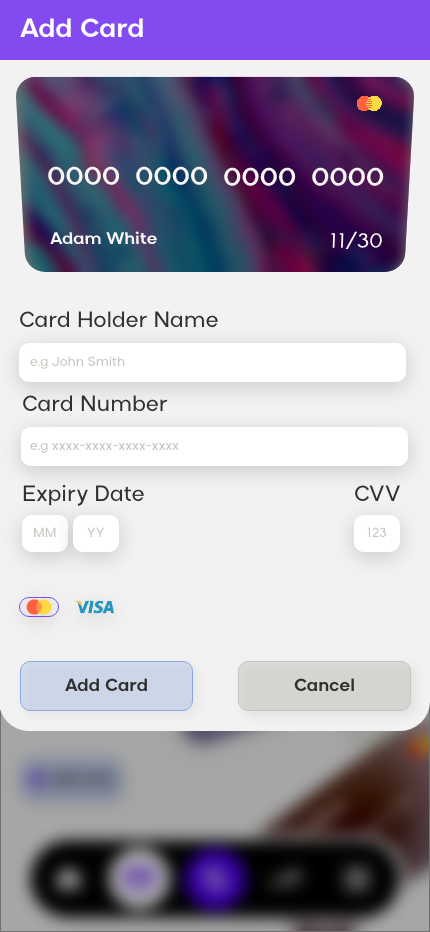 Add Card
0000 0000 0000 0000
Adam White 11/30
Card Holder Name
e.g John Smith
Card Number
e.g xxxx-xxxx-xxxx-xxxx
Expiry Date CVV
MM YY 123
VISA
Add Card Cancel